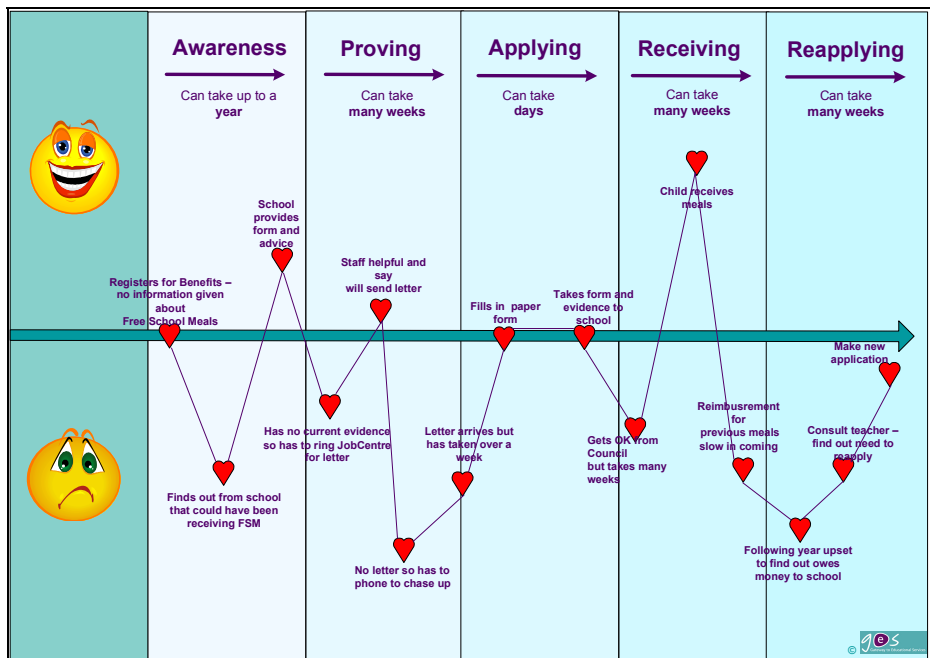 Awareness
Can take up to a
year
Proving
Can take
many weeks
Applying
Can take
days
Receiving
Can take
many weeks
Reapplying
Can take
many weeks
Registers for Benefits –
no information given
about
Free School Meals
Finds out from school
that could have been
receiving FSM
School
provides
form and
advice
Has no current evidence
so has to ring JobCentre
for letter
Staff helpful and
say
will send letter
No letter so has to
phone to chase up
Letter arrives but
has taken over a
week
Fills in paper
form
Takes form and
evidence to
school
Gets OK from
Council
but takes many
weeks
Child receives
meals
Reimbusrement
for
previous meals
slow in coming
Following year upset
to find out owes
money to school
Consult teacher –
find out need to
reapply
Make new
application
© ges
Gateway to Educational Services